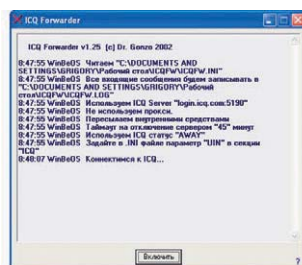 ICQ Forwarder
ICQ Forwarder v1.25 (c) Dr. Gonzo 2002
8:47:55 WinBeOS Читаем "C:\DOCUMENTS AND
SETTINGS\GRIGORY\Рабочий стол\ICQFW\ICQFW.INI"
8:47:55 WinBeOS Все входящие сообщения будем записывать в
"C:\DOCUMENTS AND SETTINGS\GRIGORY\Рабочий
стол\ICQFW\ICQFW.LOG"
8:47:55 WinBeOS Используем ICQ Server "login.icq.com:5190"
8:47:55 WinBeOS Не используем прокси.
8:47:55 WinBeOS Пересылаем внутренними средствами
8:47:55 WinBeOS Таймаут на отключение сервером "45" минут
8:47:55 WinBeOS Используем ICQ статус "AWAY"
8:47:55 WinBeOS Задайте в .INI файле параметр "UIN" в секции
"ICQ"
8:48:07 WinBeOS Коннектимся к ICQ...
Включить
?